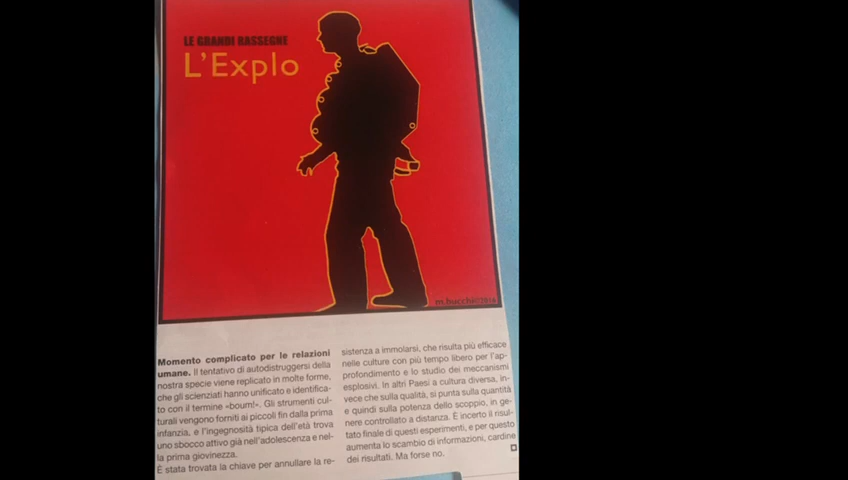 LE GRANDI RASSEGNE
L'Explo
m.bucchi©2016
Momento complicato per le relazioni
umane. Il tentativo di autodistruggersi della
nostra specie viene replicato in molte forme,
che gli scienziati hanno unificato e identifica-
to con il termine «boum!». Gli strumenti cul-
turali vengono forniti ai piccoli fin dalla prima
infanzia, e l'ingegnosità tipica dell'età trova
uno sbocco attivo già nell'adolescenza e nel-
la prima giovinezza.
È stata trovata la chiave per annullare la re-
sistenza a immolarsi, che risulta più efficace
nelle culture con più tempo libero per l'ap-
profondimento e lo studio dei meccanismi
esplosivi. In altri Paesi a cultura diversa, in-
vece che sulla qualità, si punta sulla quantità
e quindi sulla potenza dello scoppio, in ge-
nere controllato a distanza. È incerto il risul-
tato finale di questi esperimenti, e per questo
aumenta lo scambio di informazioni, cardine
dei risultati. Ma forse no.